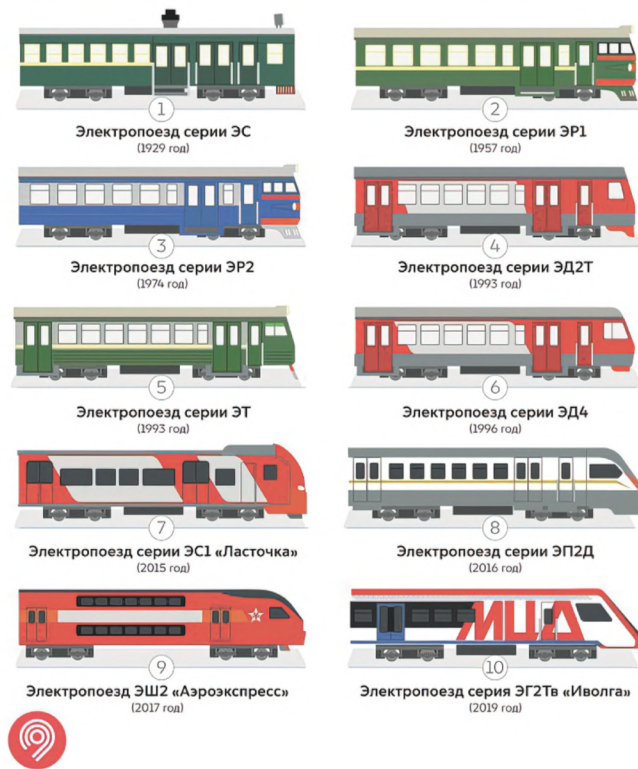 1
Электропоезд серии ЭС
(1929 год)
2
Электропоезд серии ЭР1
(1957 год)
3
Электропоезд серии ЭР2
(1974 год)
4
Электропоезд серии ЭД2Т
(1993 год)
5
Электропоезд серии ЭТ
(1993 год)
6
Электропоезд серии ЭД4
(1996 год)
7
Электропоезд серии ЭС1 «Ласточка»
(2015 год)
8
Электропоезд серии ЭП2Д
(2016 год)
9
Электропоезд ЭШ2 «Аэроэкспресс»
(2017 год)
МЦД
10
Электропоезд серия ЭГ2Тв «Иволга»
(2019 год)